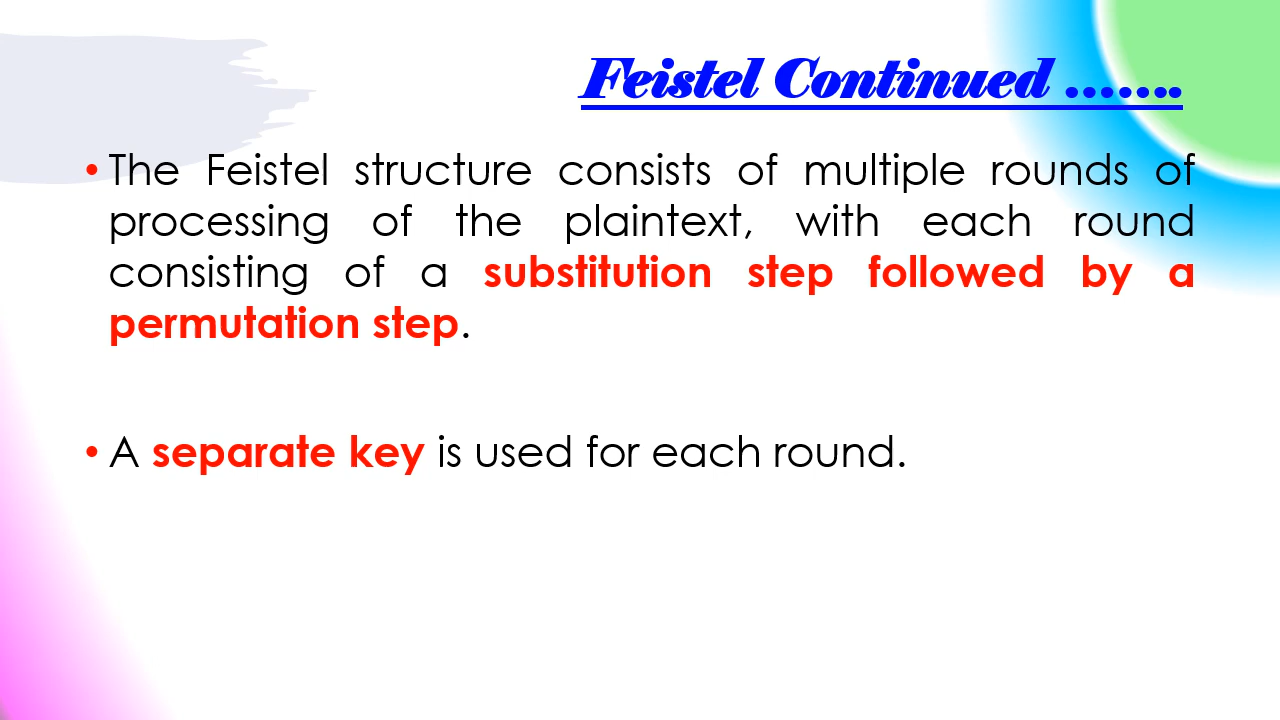 Feistel Continued …….
• The Feistel structure consists of multiple rounds of
processing of the plaintext, with each round
consisting of a substitution step followed by a
permutation step.
• A separate key is used for each round.